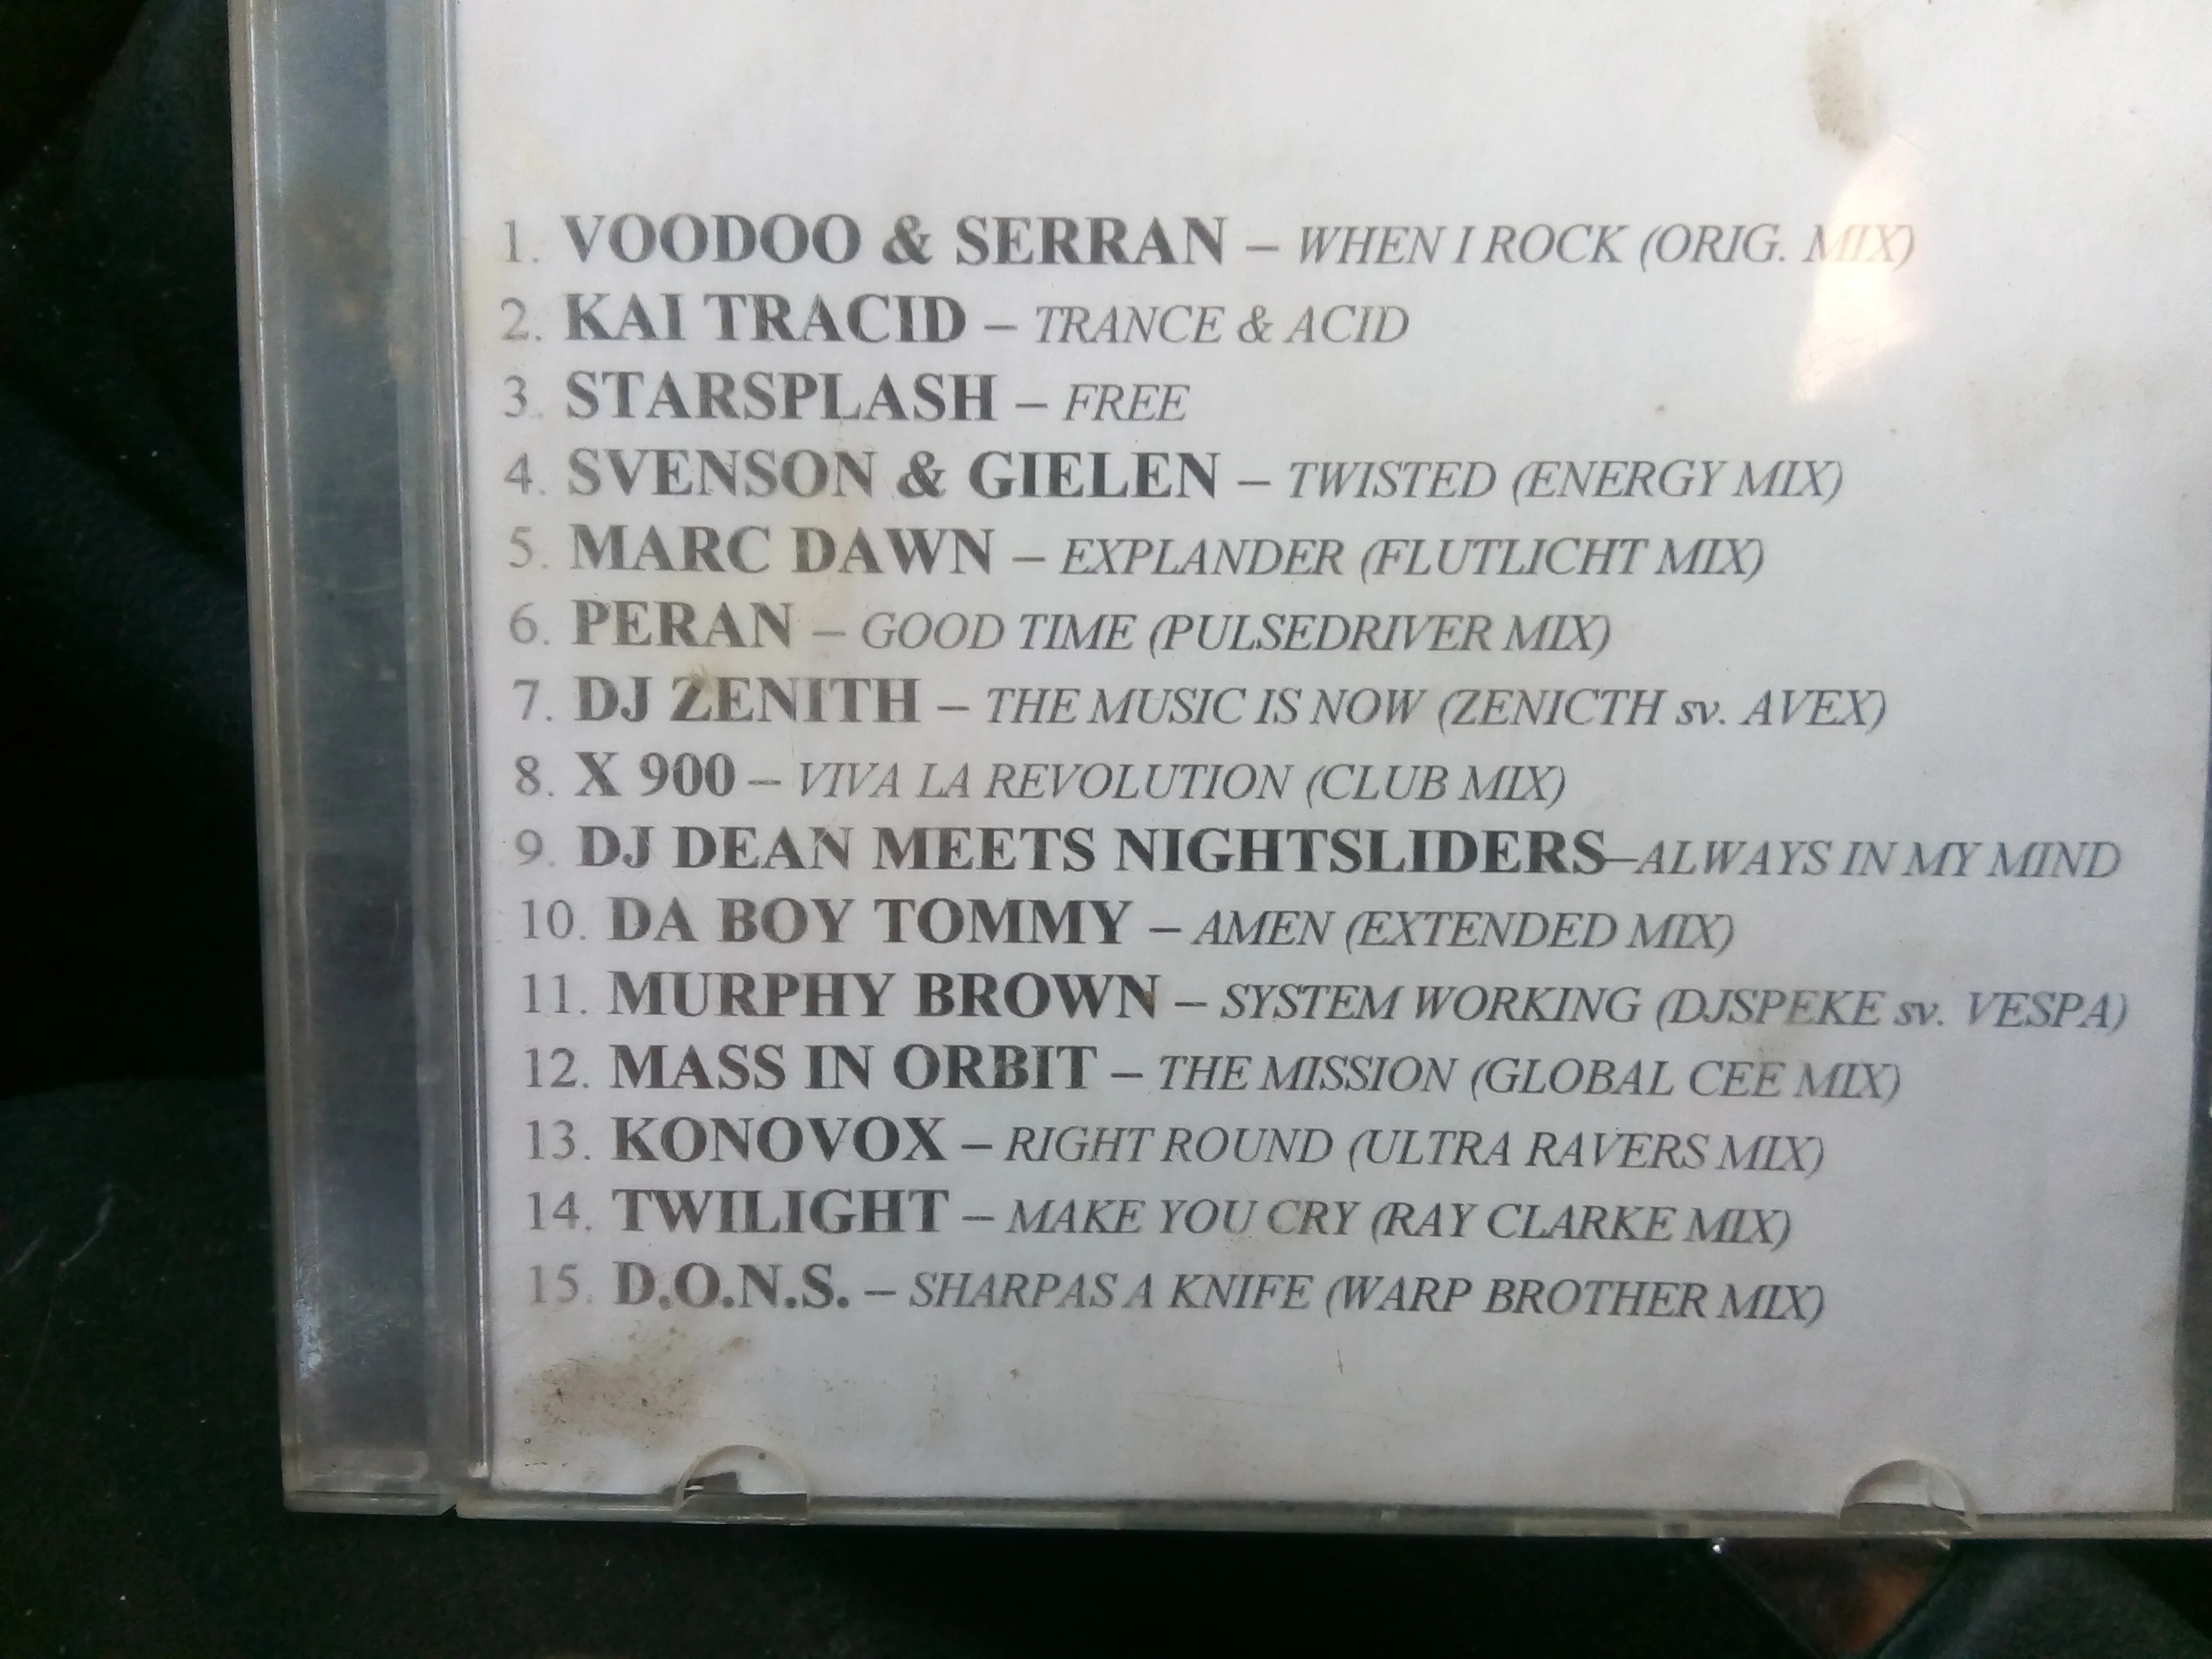 1. VOODOO & SERRAN – WHEN I ROCK (ORIG. MIX)
2. KAI TRACID – TRANCE & ACID
3. STARSPLASH – FREE
4. SVENSON & GIELEN – TWISTED (ENERGY MIX)
5. MARC DAWN – EXPLANDER (FLUTLICHT MIX)
6. PERAN – GOOD TIME (PULSEDRIVER MIX)
7. DJ ZENITH – THE MUSIC IS NOW (ZENICTH sv. AVEX)
8. X 900 – VIVA LA REVOLUTION (CLUB MIX)
9. DJ DEAN MEETS NIGHTSLIDERS–ALWAYS IN MY MIND
10. DA BOY TOMMY – AMEN (EXTENDED MIX)
11. MURPHY BROWN – SYSTEM WORKING (DJSPEKE sv. VESPA)
12. MASS IN ORBIT – THE MISSION (GLOBAL CEE MIX)
13. KONOVOX – RIGHT ROUND (ULTRA RAVERS MIX)
14. TWILIGHT – MAKE YOU CRY (RAY CLARKE MIX)
15. D.O.N.S. – SHARPAS A KNIFE (WARP BROTHER MIX)